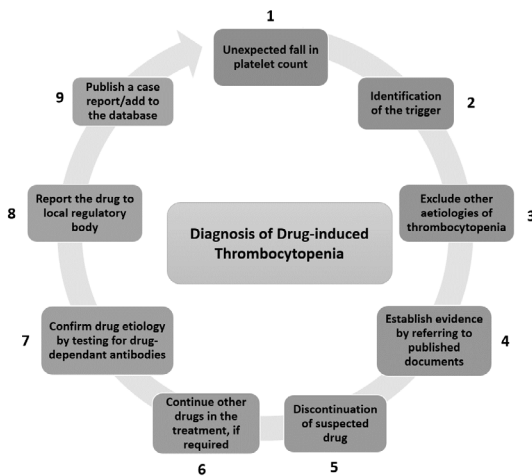 1
Unexpected fall in
platelet count
Identification
of the trigger
2
Exclude other
aetiologies of
thrombocytopenia
3
Establish evidence
by referring to
published
documents
4
Discontinuation
of suspected
drug
5
Continue other
drugs in the
treatment, if
required
6
Confirm drug etiology
by testing for drug-
dependant antibodies
7
Report the drug to
local regulatory
body
8
Publish a case
report/add to
the database
9
Diagnosis of Drug-induced
Thrombocytopenia